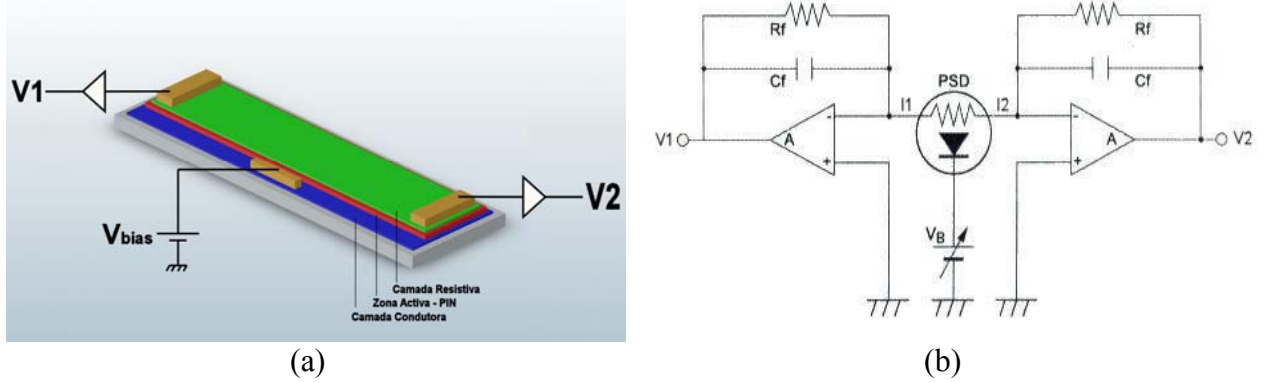 V1
V2
Vbias
Camada Resistiva
Zona Activa - PIN
Camada Condutora
(a)
Rf
Rf
Cf
PSD
Cf
I1
I2
-
-
V1
A
A
V2
+
+
VB
(b)